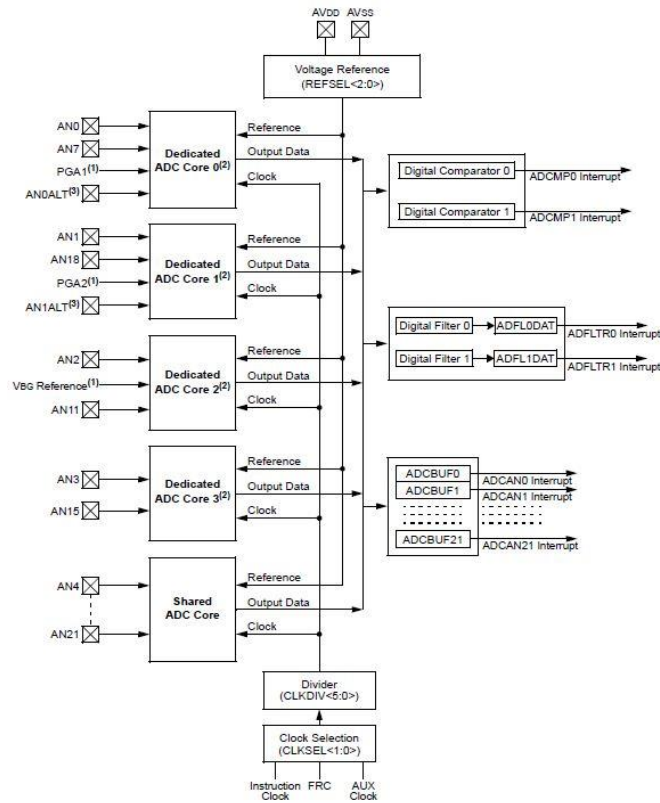 AVDD AVSS
Voltage Reference
(REFSEL<2:0>)
AN0
AN7
PGA1(1)
AN0ALT(3)
Dedicated
ADC Core 0(2)
Reference
Output Data
Clock
AN1
AN18
PGA2(1)
AN1ALT(3)
Dedicated
ADC Core 1(2)
Reference
Output Data
Clock
AN2
VBG Reference(1)
AN11
Dedicated
ADC Core 2(2)
Reference
Output Data
Clock
AN3
AN15
Dedicated
ADC Core 3(2)
Reference
Output Data
Clock
AN4
AN21
Shared
ADC Core
Reference
Output Data
Clock
Digital Comparator 0
ADCMP0 Interrupt
Digital Comparator 1
ADCMP1 Interrupt
Digital Filter 0 ADFL0DAT
ADFLTR0 Interrupt
Digital Filter 1 ADFL1DAT
ADFLTR1 Interrupt
ADCBUF0
ADCAN0 Interrupt
ADCBUF1
ADCAN1 Interrupt
ADCBUF21
ADCAN21 Interrupt
Divider
(CLKDIV<5:0>)
Clock Selection
(CLKSEL<1:0>)
Instruction
Clock
FRC
AUX
Clock